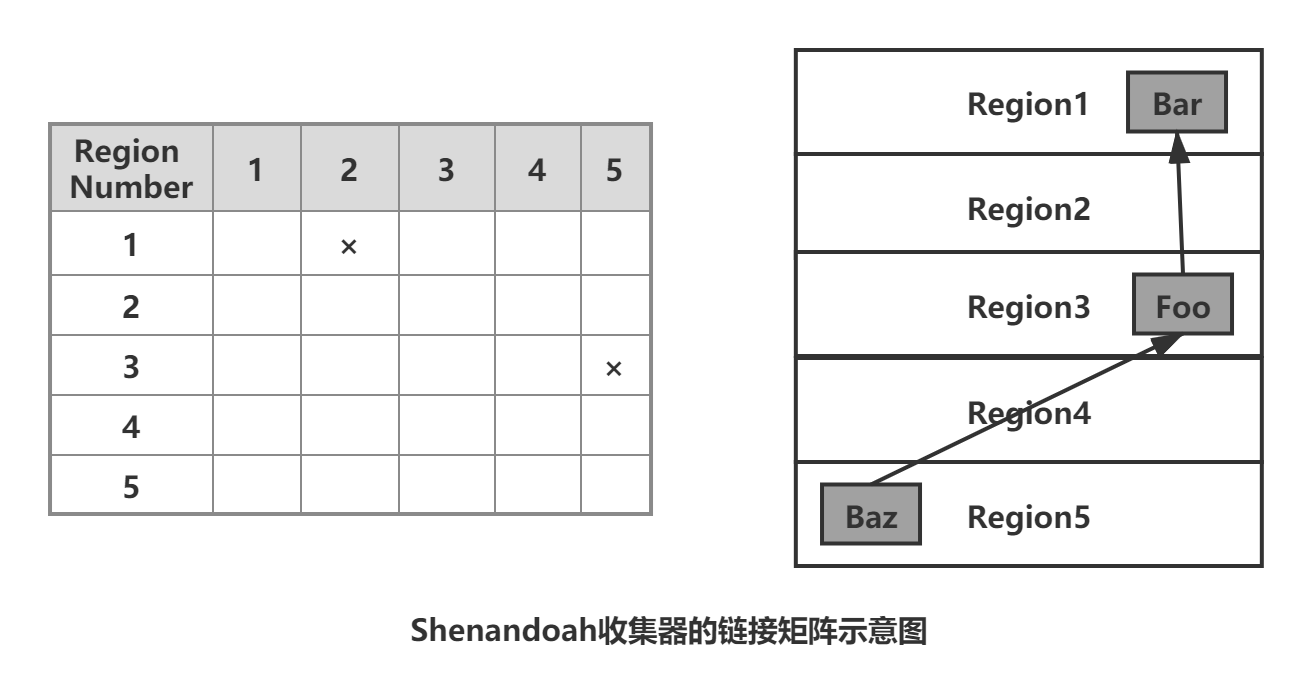 Region Number 1 2 3 4 5
1 ×
2
3 ×
4
5
Region1 Bar
Region2
Region3 Foo
Region4
Baz Region5
Shenandoah收集器的链接矩阵示意图